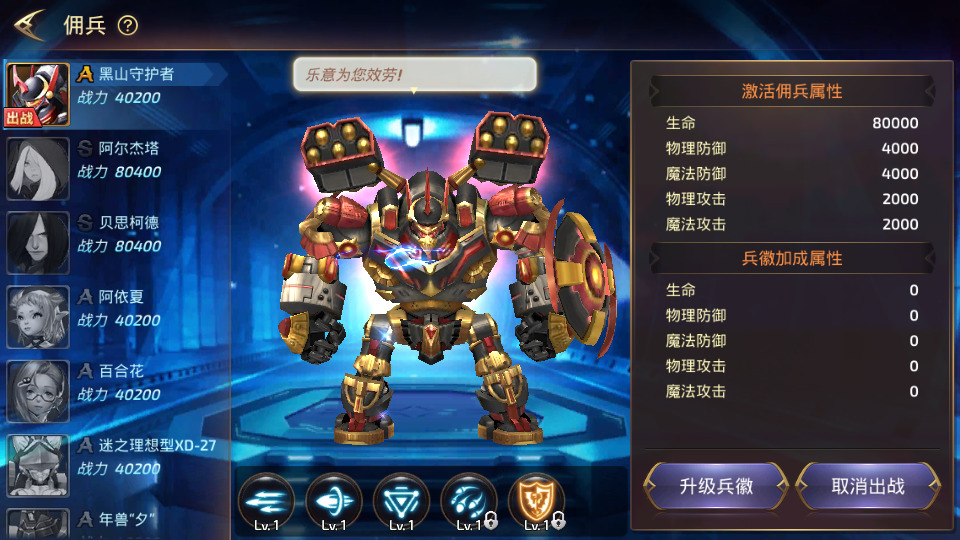 佣兵 ?
A 黑山守护者
战力 40200
出战
S 阿尔杰塔
战力 80400
S 贝思柯德
战力 80400
A 阿依夏
战力 40200
A 百合花
战力 40200
A 迷之理想型XD-27
战力 40200
A 年兽“夕”
乐意为您效劳!
Lv.1 Lv.1 Lv.1 Lv.1 Lv.1
激活佣兵属性
生命 80000
物理防御 4000
魔法防御 4000
物理攻击 2000
魔法攻击 2000
兵徽加成属性
生命 0
物理防御 0
魔法防御 0
物理攻击 0
魔法攻击 0
升级兵徽 取消出战